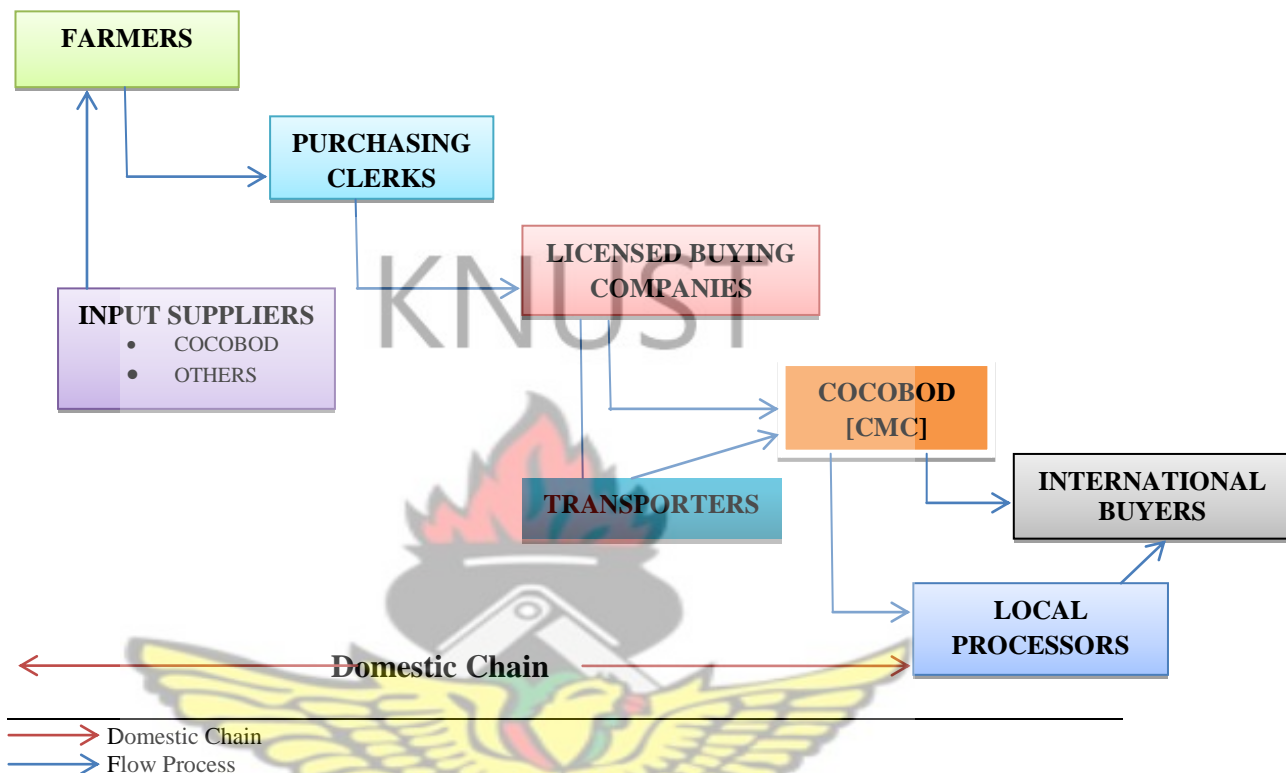 FARMERS
PURCHASING
CLERKS
LICENSED BUYING
COMPANIES
KNUST
INPUT SUPPLIERS
• COCOBOD
• OTHERS
COCOBOD
[CMC]
TRANSPORTERS
INTERNATIONAL
BUYERS
LOCAL
PROCESSORS
Domestic Chain
Domestic Chain
Flow Process